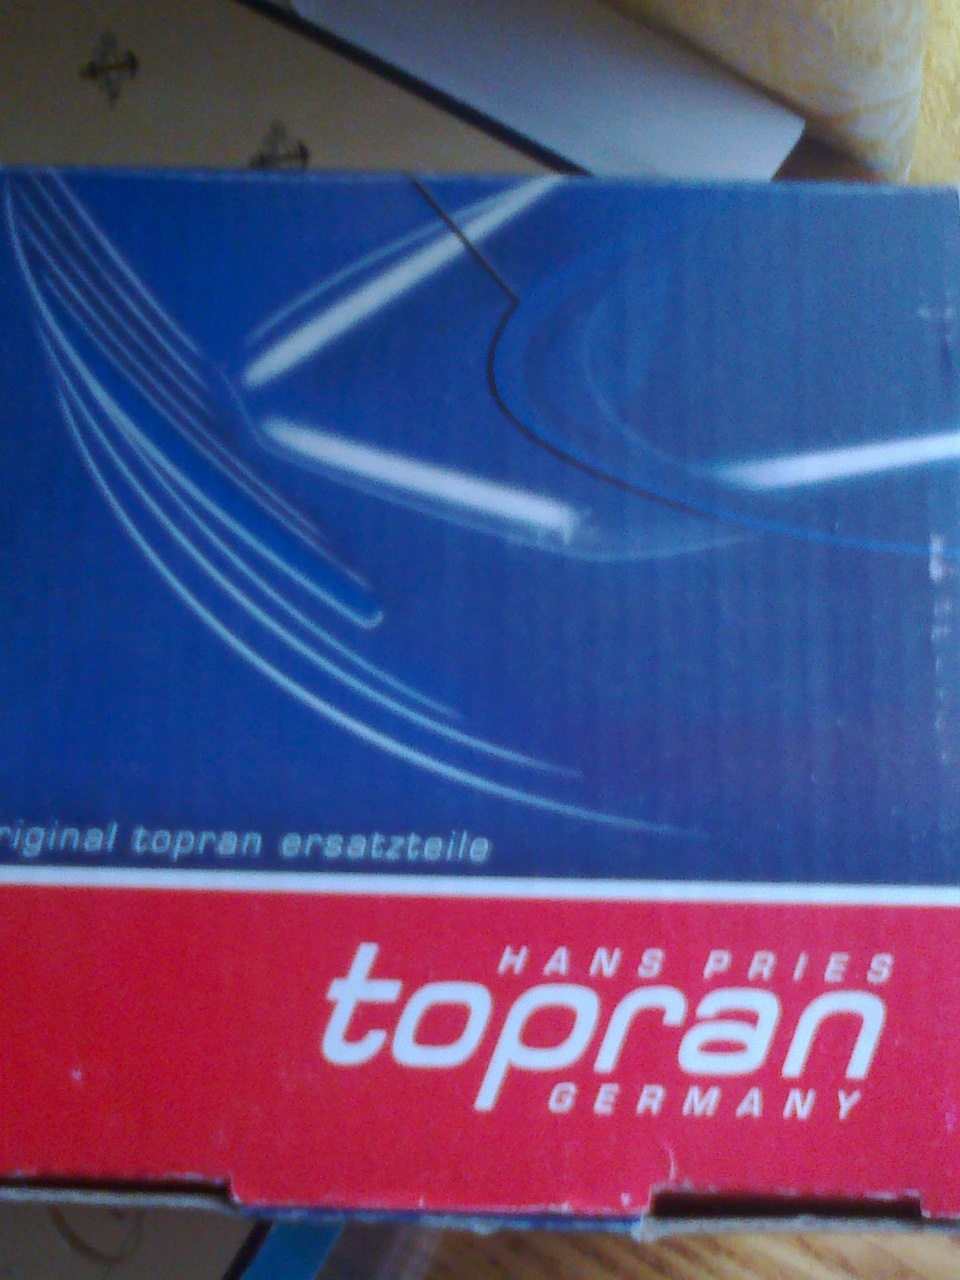 riginal topran ersatzteile
HANS PRIES
topran
GERMANY